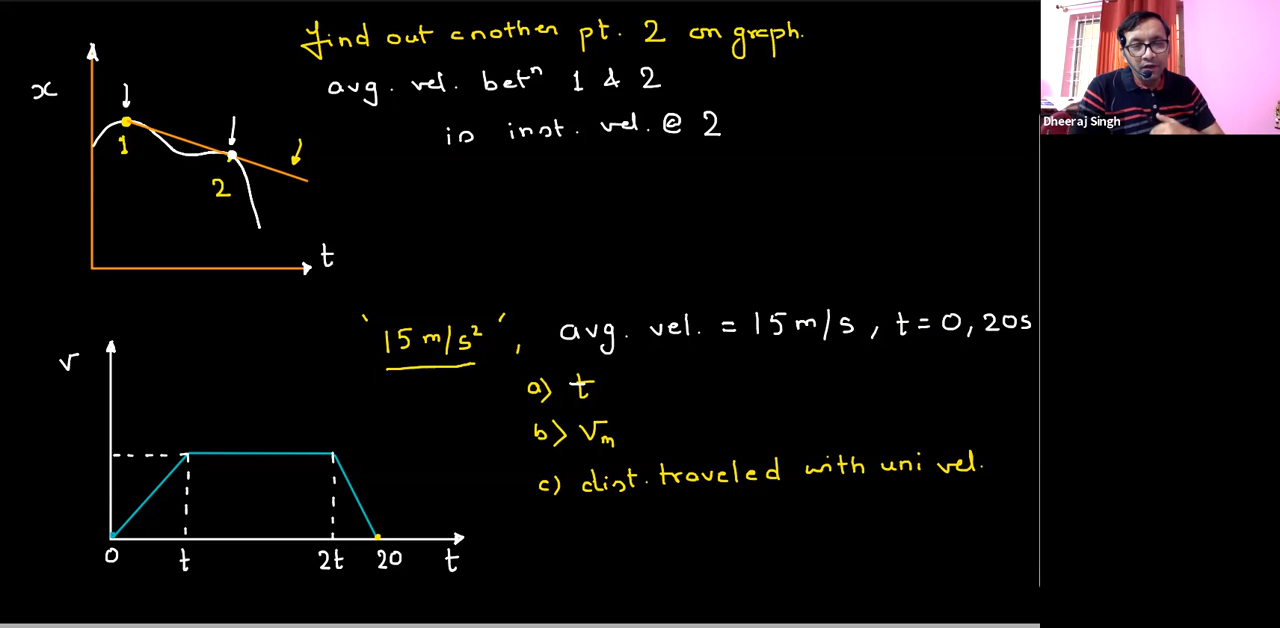 find out another pt. 2 on graph.
x
avg. vel. betⁿ 1 & 2
is inst. vel. @ 2
1
2
t
Dheeraj Singh
v
' 15 m/s² ' , avg. vel. = 15 m/s, t = 0, 20s
a) t
b) vₘ
c) dist. traveled with uni vel.
0 t 2t 20 t